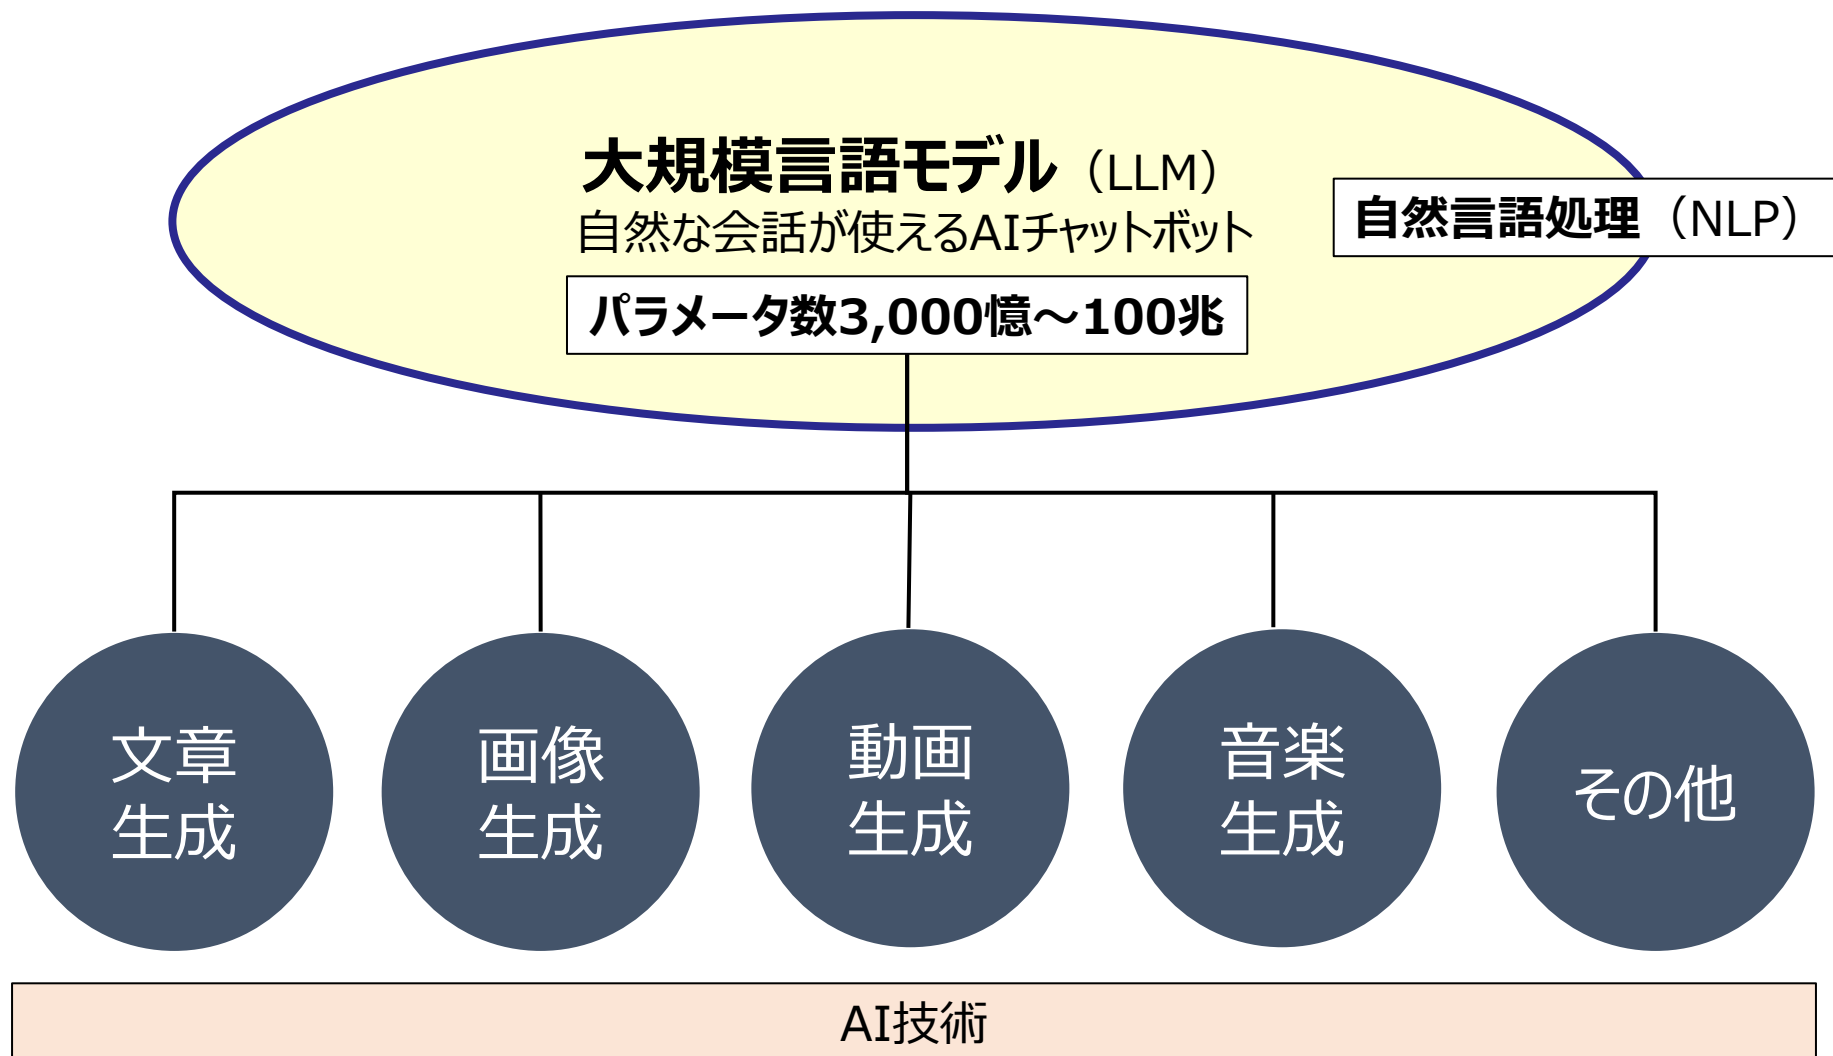 大規模言語モデル（LLM）
自然な会話が使えるAIチャットボット
自然言語処理（NLP）
パラメータ数3,000憶～100兆
文章
生成
画像
生成
動画
生成
音楽
生成
その他
AI技術